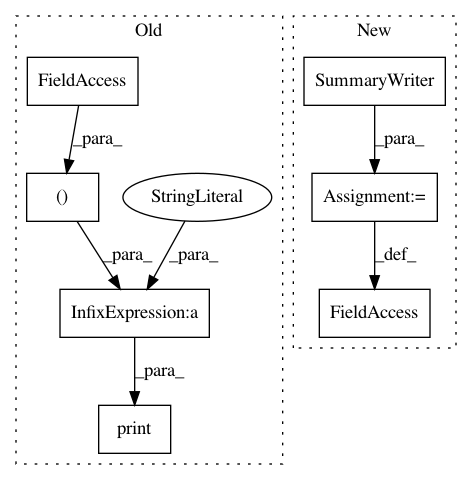 Old
New
FieldAccess
SummaryWriter
_para_
_para_
()
StringLiteral
Assignment:=
_para_
_para_
_def_
InfixExpression:a
FieldAccess
_para_
print